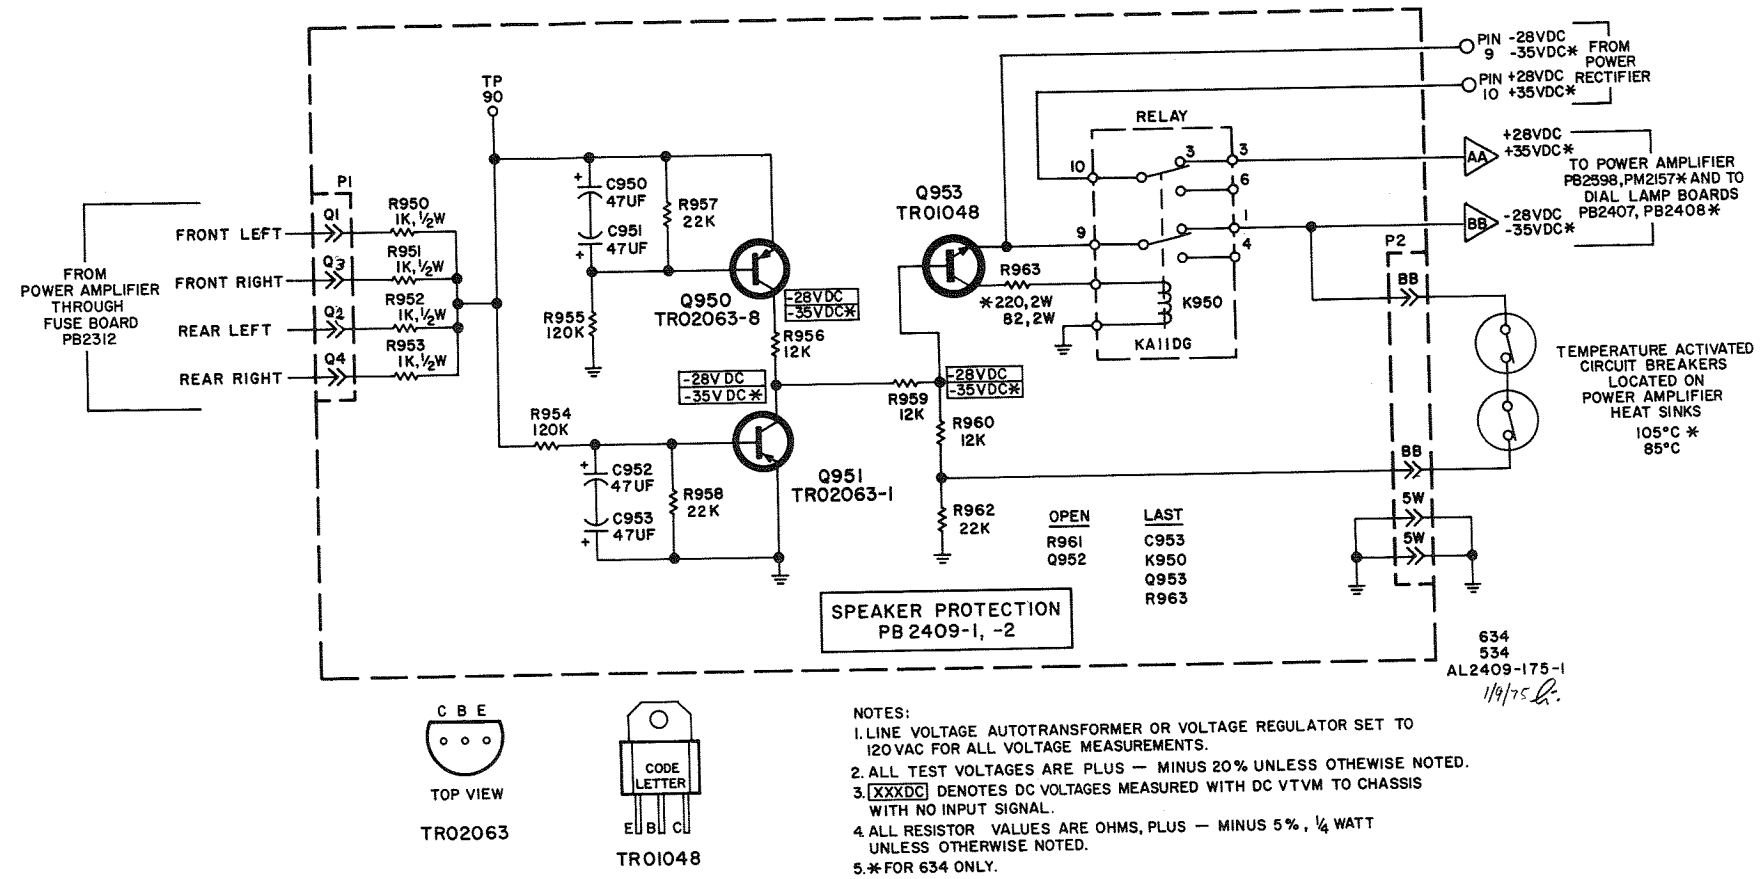 PIN 9 -28VDC -35VDC*
PIN 10 +28VDC +35VDC*
FROM
POWER
RECTIFIER
TP
90
RELAY
10
3
3
6
9
1
4
AA
+28VDC
+35VDC*
BB
-28VDC
-35VDC*
TO POWER AMPLIFIER
PB2598, PM2157* AND TO
DIAL LAMP BOARDS
PB2407, PB2408*
P1
FROM
POWER AMPLIFIER
THROUGH
FUSE BOARD
PB2312
FRONT LEFT
FRONT RIGHT
REAR LEFT
REAR RIGHT
Q1
Q3
Q2
Q4
R950
1K, ½W
R951
1K, ½W
R952
1K, ½W
R953
1K, ½W
+
C950
47UF
C951
47UF
+
R957
22K
R955
120K
Q950
TR02063-8
-28VDC
-35VDC*
R956
12K
-28VDC
-35VDC*
R954
120K
+
C952
47UF
C953
47UF
+
R958
22K
Q951
TR02063-1
Q953
TR01048
R963
*220, 2W
82, 2W
K950
KA11DG
-28VDC
-35VDC*
R959
12K
R960
12K
R962
22K
P2
BB
BB
5W
5W
TEMPERATURE ACTIVATED
CIRCUIT BREAKERS
LOCATED ON
POWER AMPLIFIER
HEAT SINKS
105°C *
85°C
OPEN
R961
Q952
LAST
C953
K950
Q953
R963
SPEAKER PROTECTION
PB 2409-1, -2
634
534
AL2409-175-1
1/9/75
C B E
TOP VIEW
TR02063
CODE
LETTER
E B C
TR01048
NOTES:
1. LINE VOLTAGE AUTOTRANSFORMER OR VOLTAGE REGULATOR SET TO
120 VAC FOR ALL VOLTAGE MEASUREMENTS.
2. ALL TEST VOLTAGES ARE PLUS — MINUS 20% UNLESS OTHEWISE NOTED.
3. XXXDC DENOTES DC VOLTAGES MEASURED WITH DC VTVM TO CHASSIS
WITH NO INPUT SIGNAL.
4. ALL RESISTOR VALUES ARE OHMS, PLUS — MINUS 5%, ¼ WATT
UNLESS OTHERWISE NOTED.
5. * FOR 634 ONLY.